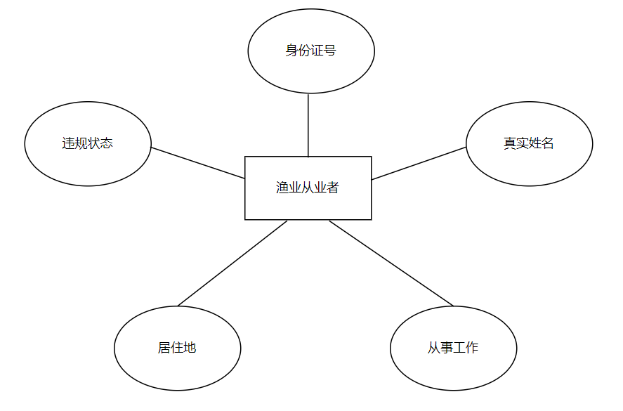 身份证号
违规状态
真实姓名
渔业从业者
居住地
从事工作